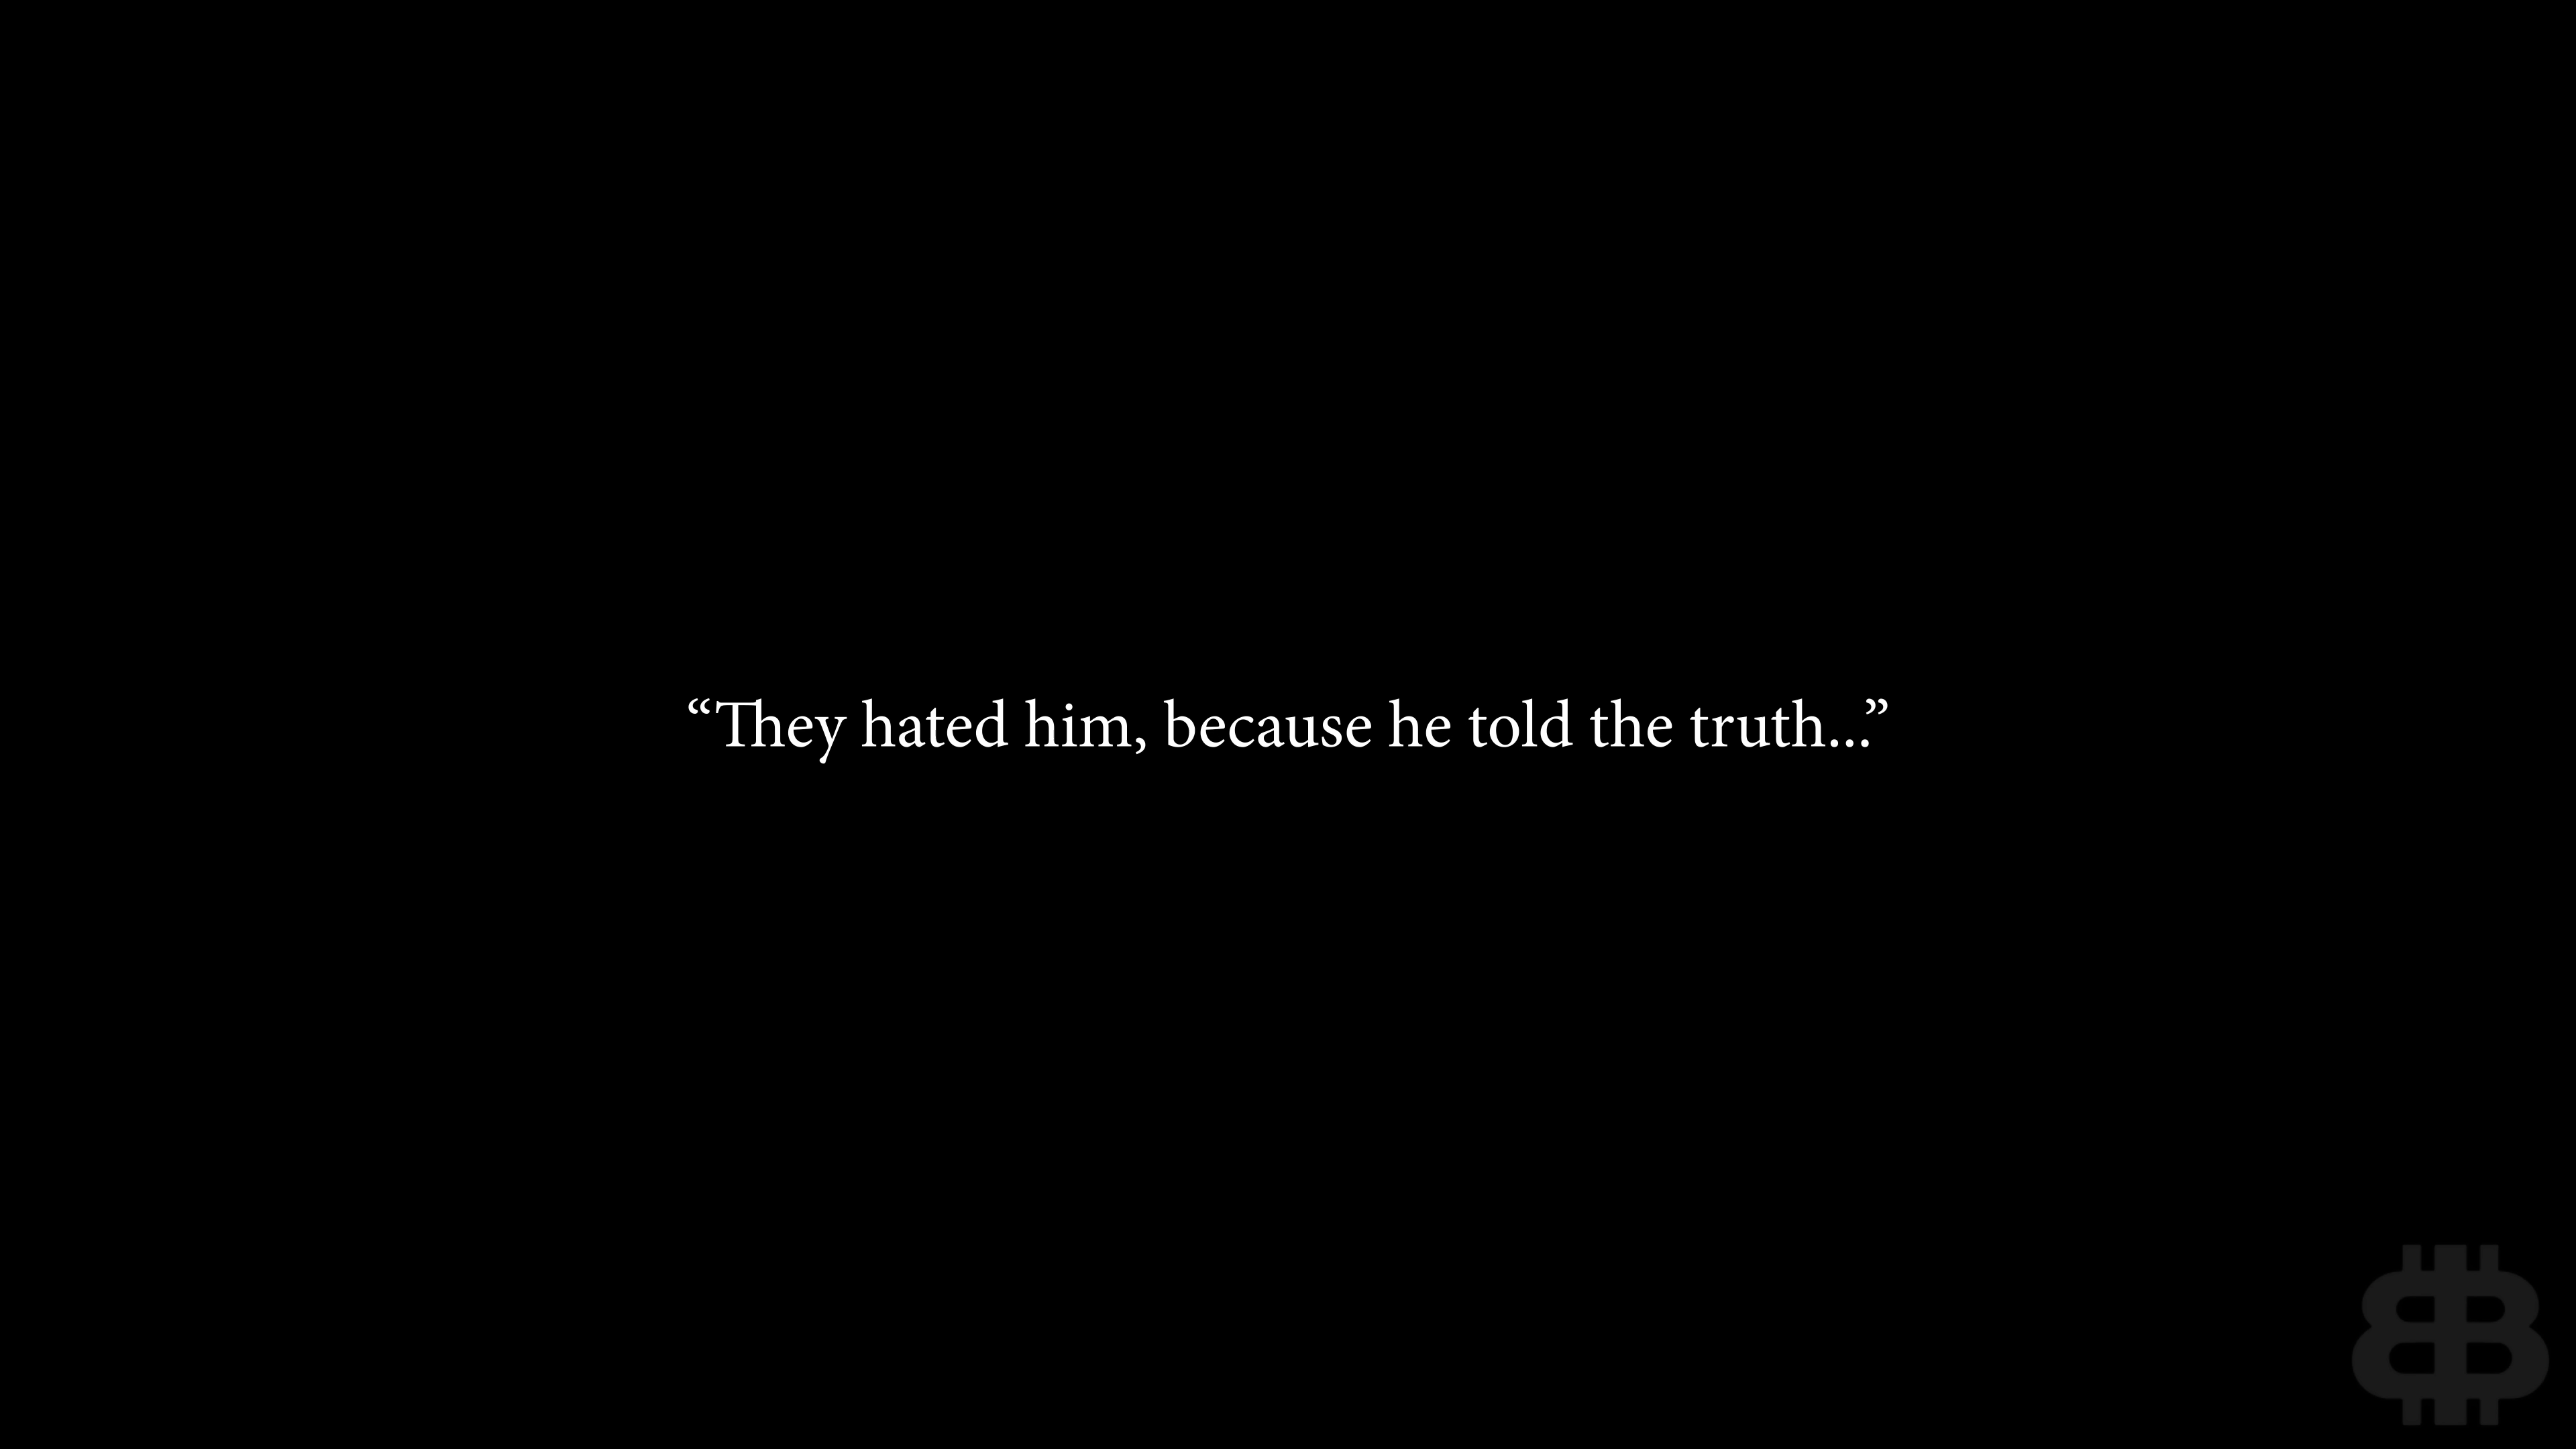 “They hated him, because he told the truth...”